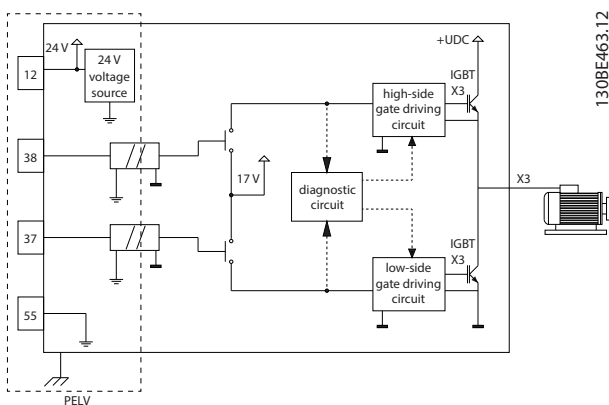 130BE463.12
+UDC
24 V
12
24 V
voltage
source
IGBT
X3
high-side
gate driving
circuit
38
17 V
diagnostic
circuit
X3
37
IGBT
X3
low-side
gate driving
circuit
55
PELV